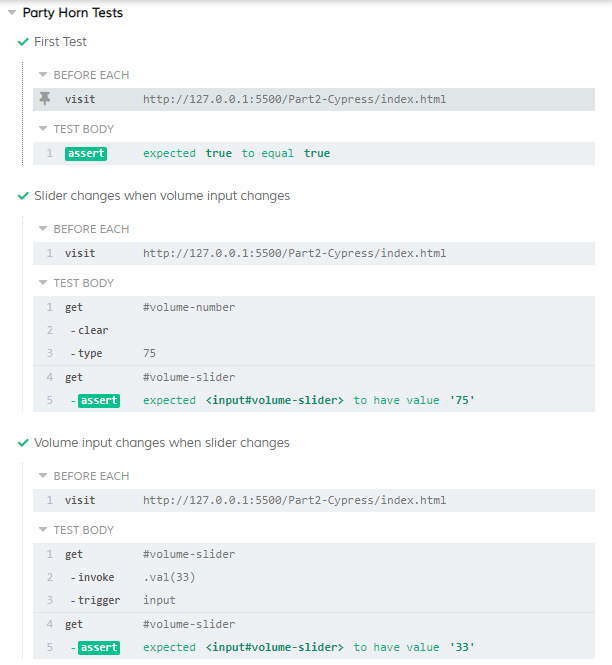 Party Horn Tests
First Test
BEFORE EACH
visit http://127.0.0.1:5500/Part2-Cypress/index.html
TEST BODY
1 assert expected true to equal true
Slider changes when volume input changes
BEFORE EACH
1 visit http://127.0.0.1:5500/Part2-Cypress/index.html
TEST BODY
1 get #volume-number
2 -clear
3 -type 75
4 get #volume-slider
5 -assert expected <input#volume-slider> to have value '75'
Volume input changes when slider changes
BEFORE EACH
1 visit http://127.0.0.1:5500/Part2-Cypress/index.html
TEST BODY
1 get #volume-slider
2 -invoke .val(33)
3 -trigger input
4 get #volume-slider
5 -assert expected <input#volume-slider> to have value '33'